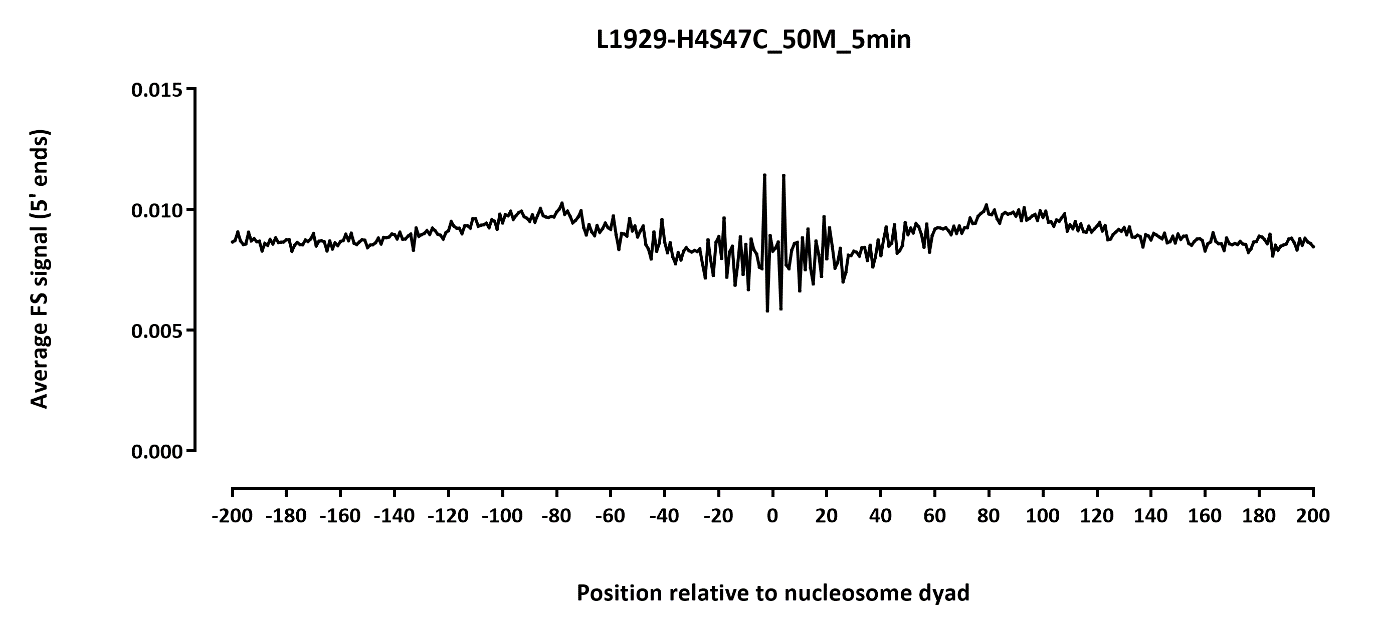 L1929-H4S47C_50M_5min
Average FS signal (5' ends)
0.015
0.010
0.005
0.000
-200 -180 -160 -140 -120 -100 -80 -60 -40 -20 0 20 40 60 80 100 120 140 160 180 200
Position relative to nucleosome dyad